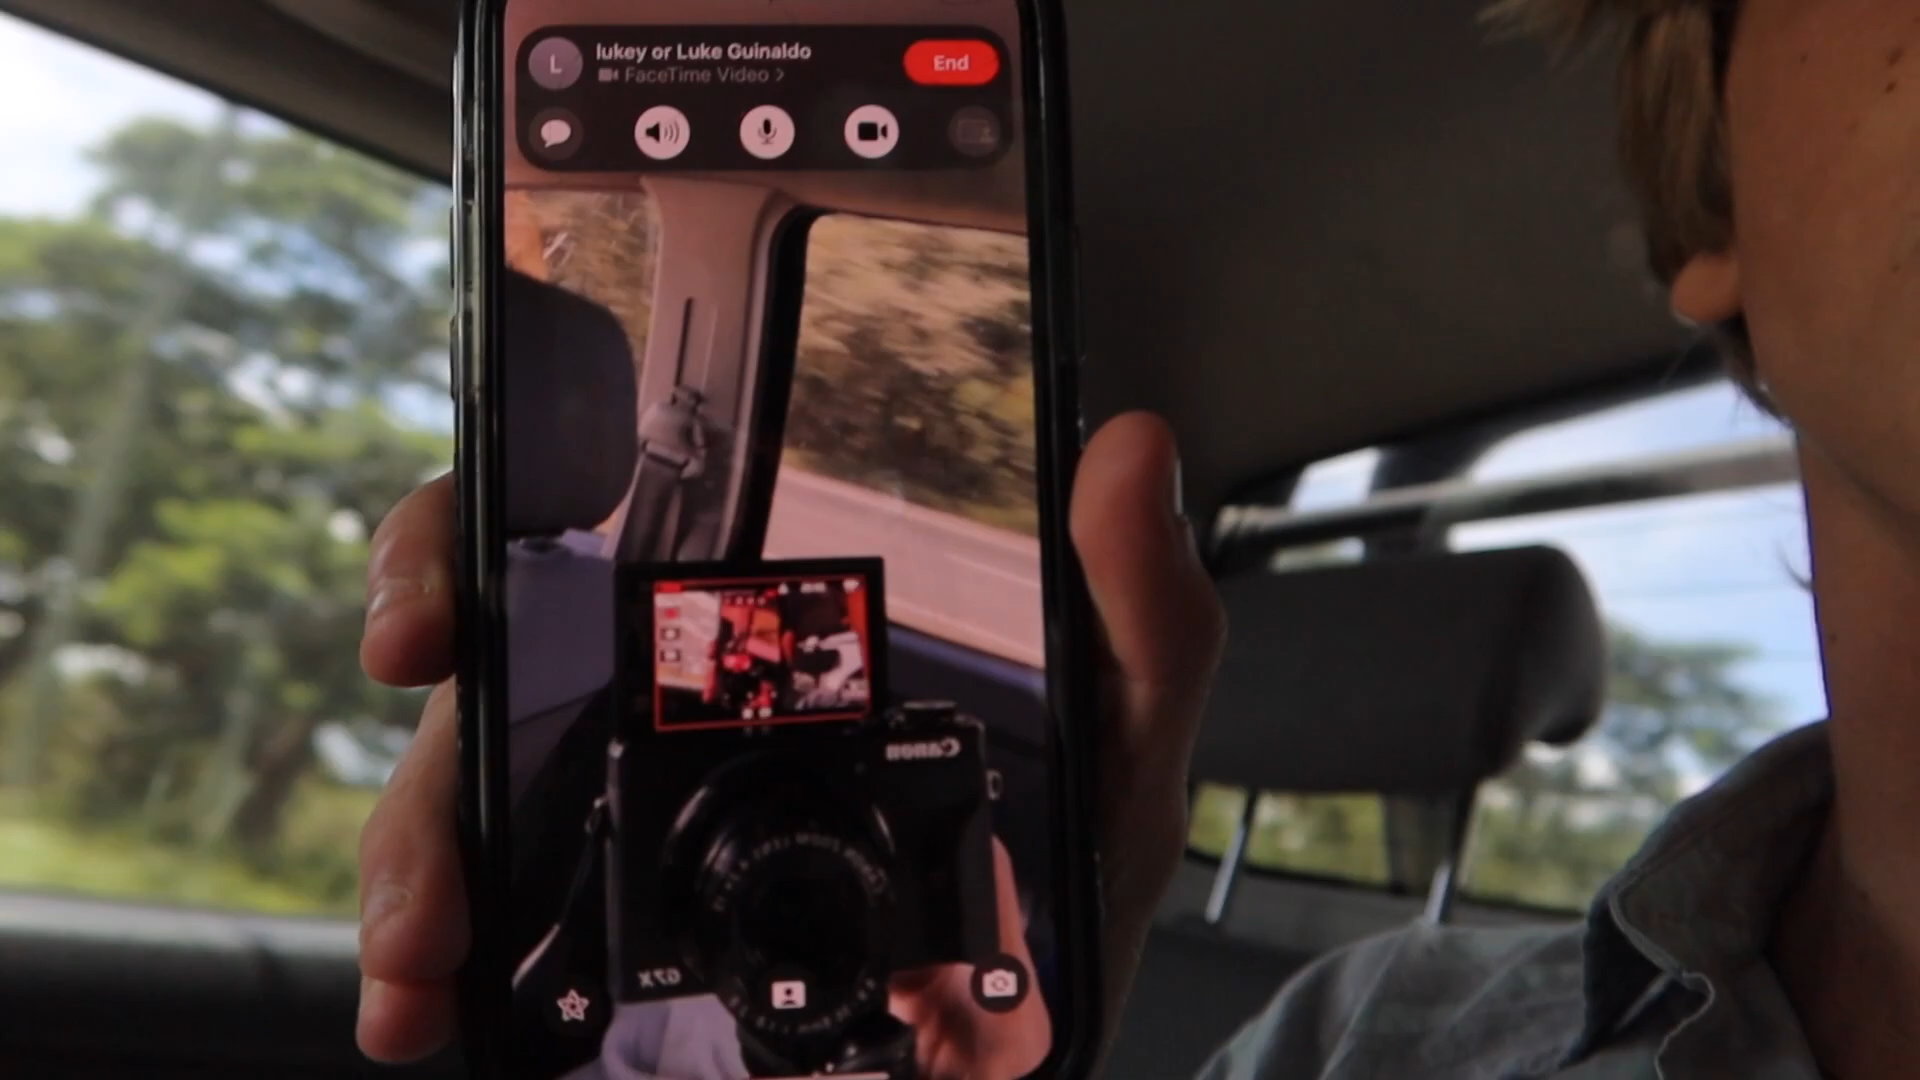 L
lukey or Luke Guinaldo
FaceTime Video
End
Canon
G7X